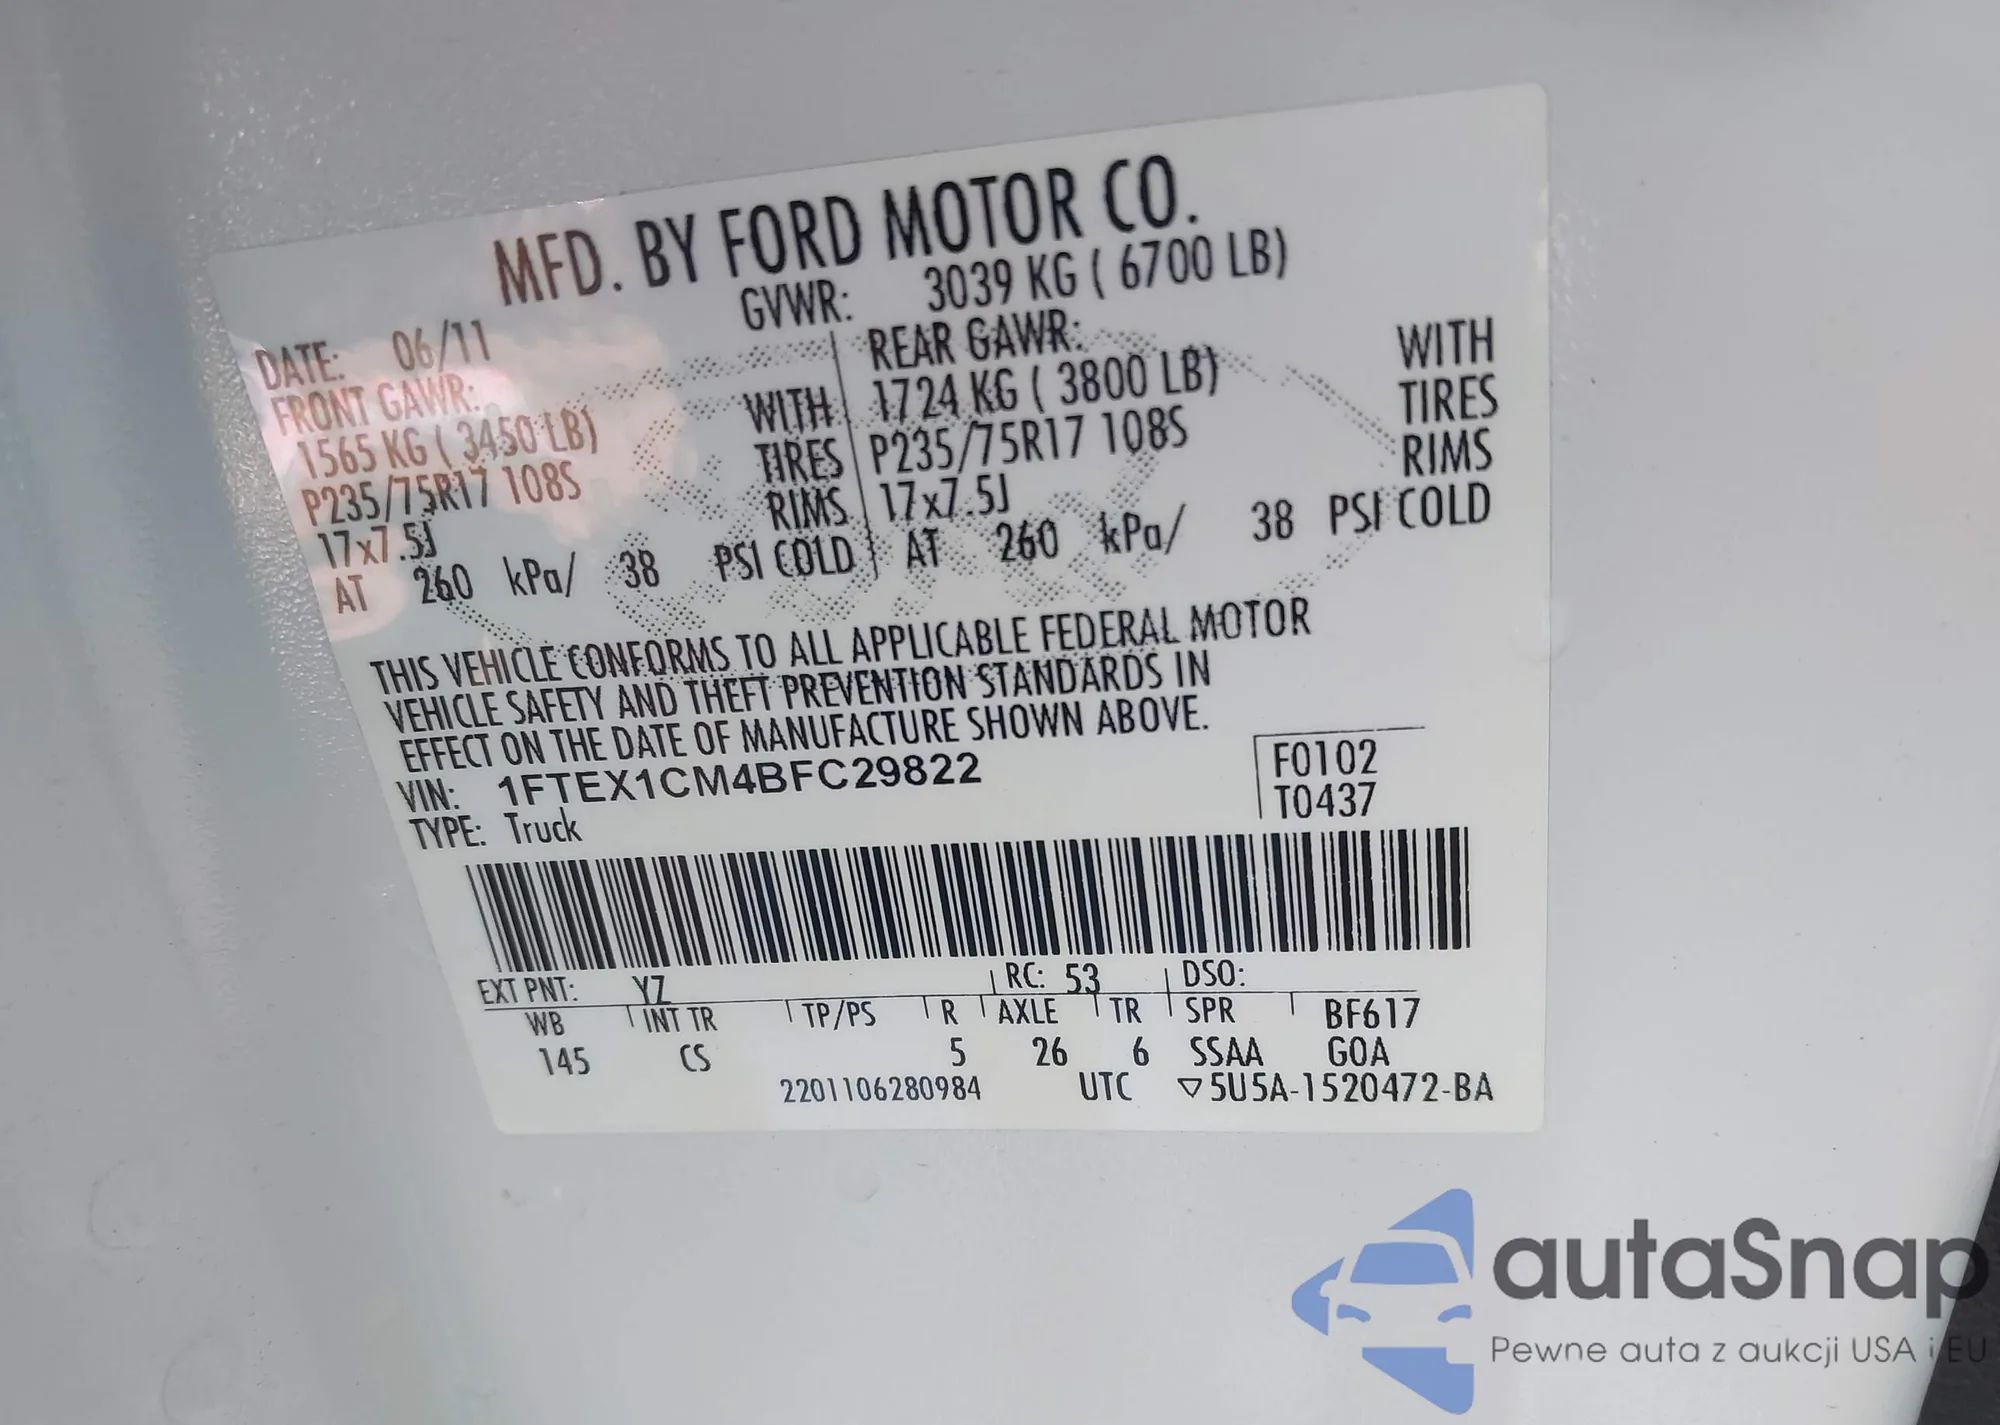 MFD. BY FORD MOTOR CO.
DATE: 06/11 GVWR: 3039 KG ( 6700 LB)
FRONT GAWR: REAR GAWR:
1565 KG ( 3450 LB) WITH 1724 KG ( 3800 LB) WITH
P235/75R17 108S TIRES P235/75R17 108S TIRES
17x7.5J RIMS 17x7.5J RIMS
AT 260 kPa/ 38 PSI COLD AT 260 kPa/ 38 PSI COLD
THIS VEHICLE CONFORMS TO ALL APPLICABLE FEDERAL MOTOR
VEHICLE SAFETY AND THEFT PREVENTION STANDARDS IN
EFFECT ON THE DATE OF MANUFACTURE SHOWN ABOVE.
VIN: 1FTEX1CM4BFC29822 F0102
TYPE: Truck T0437
EXT PNT: YZ RC: 53 DSO:
WB INT TR TP/PS R AXLE TR SPR BF617
145 CS 5 26 6 SSAA GOA
2201106280984 UTC ▽5U5A-1520472-BA
autaSnap
Pewne auta z aukcji USA i EU